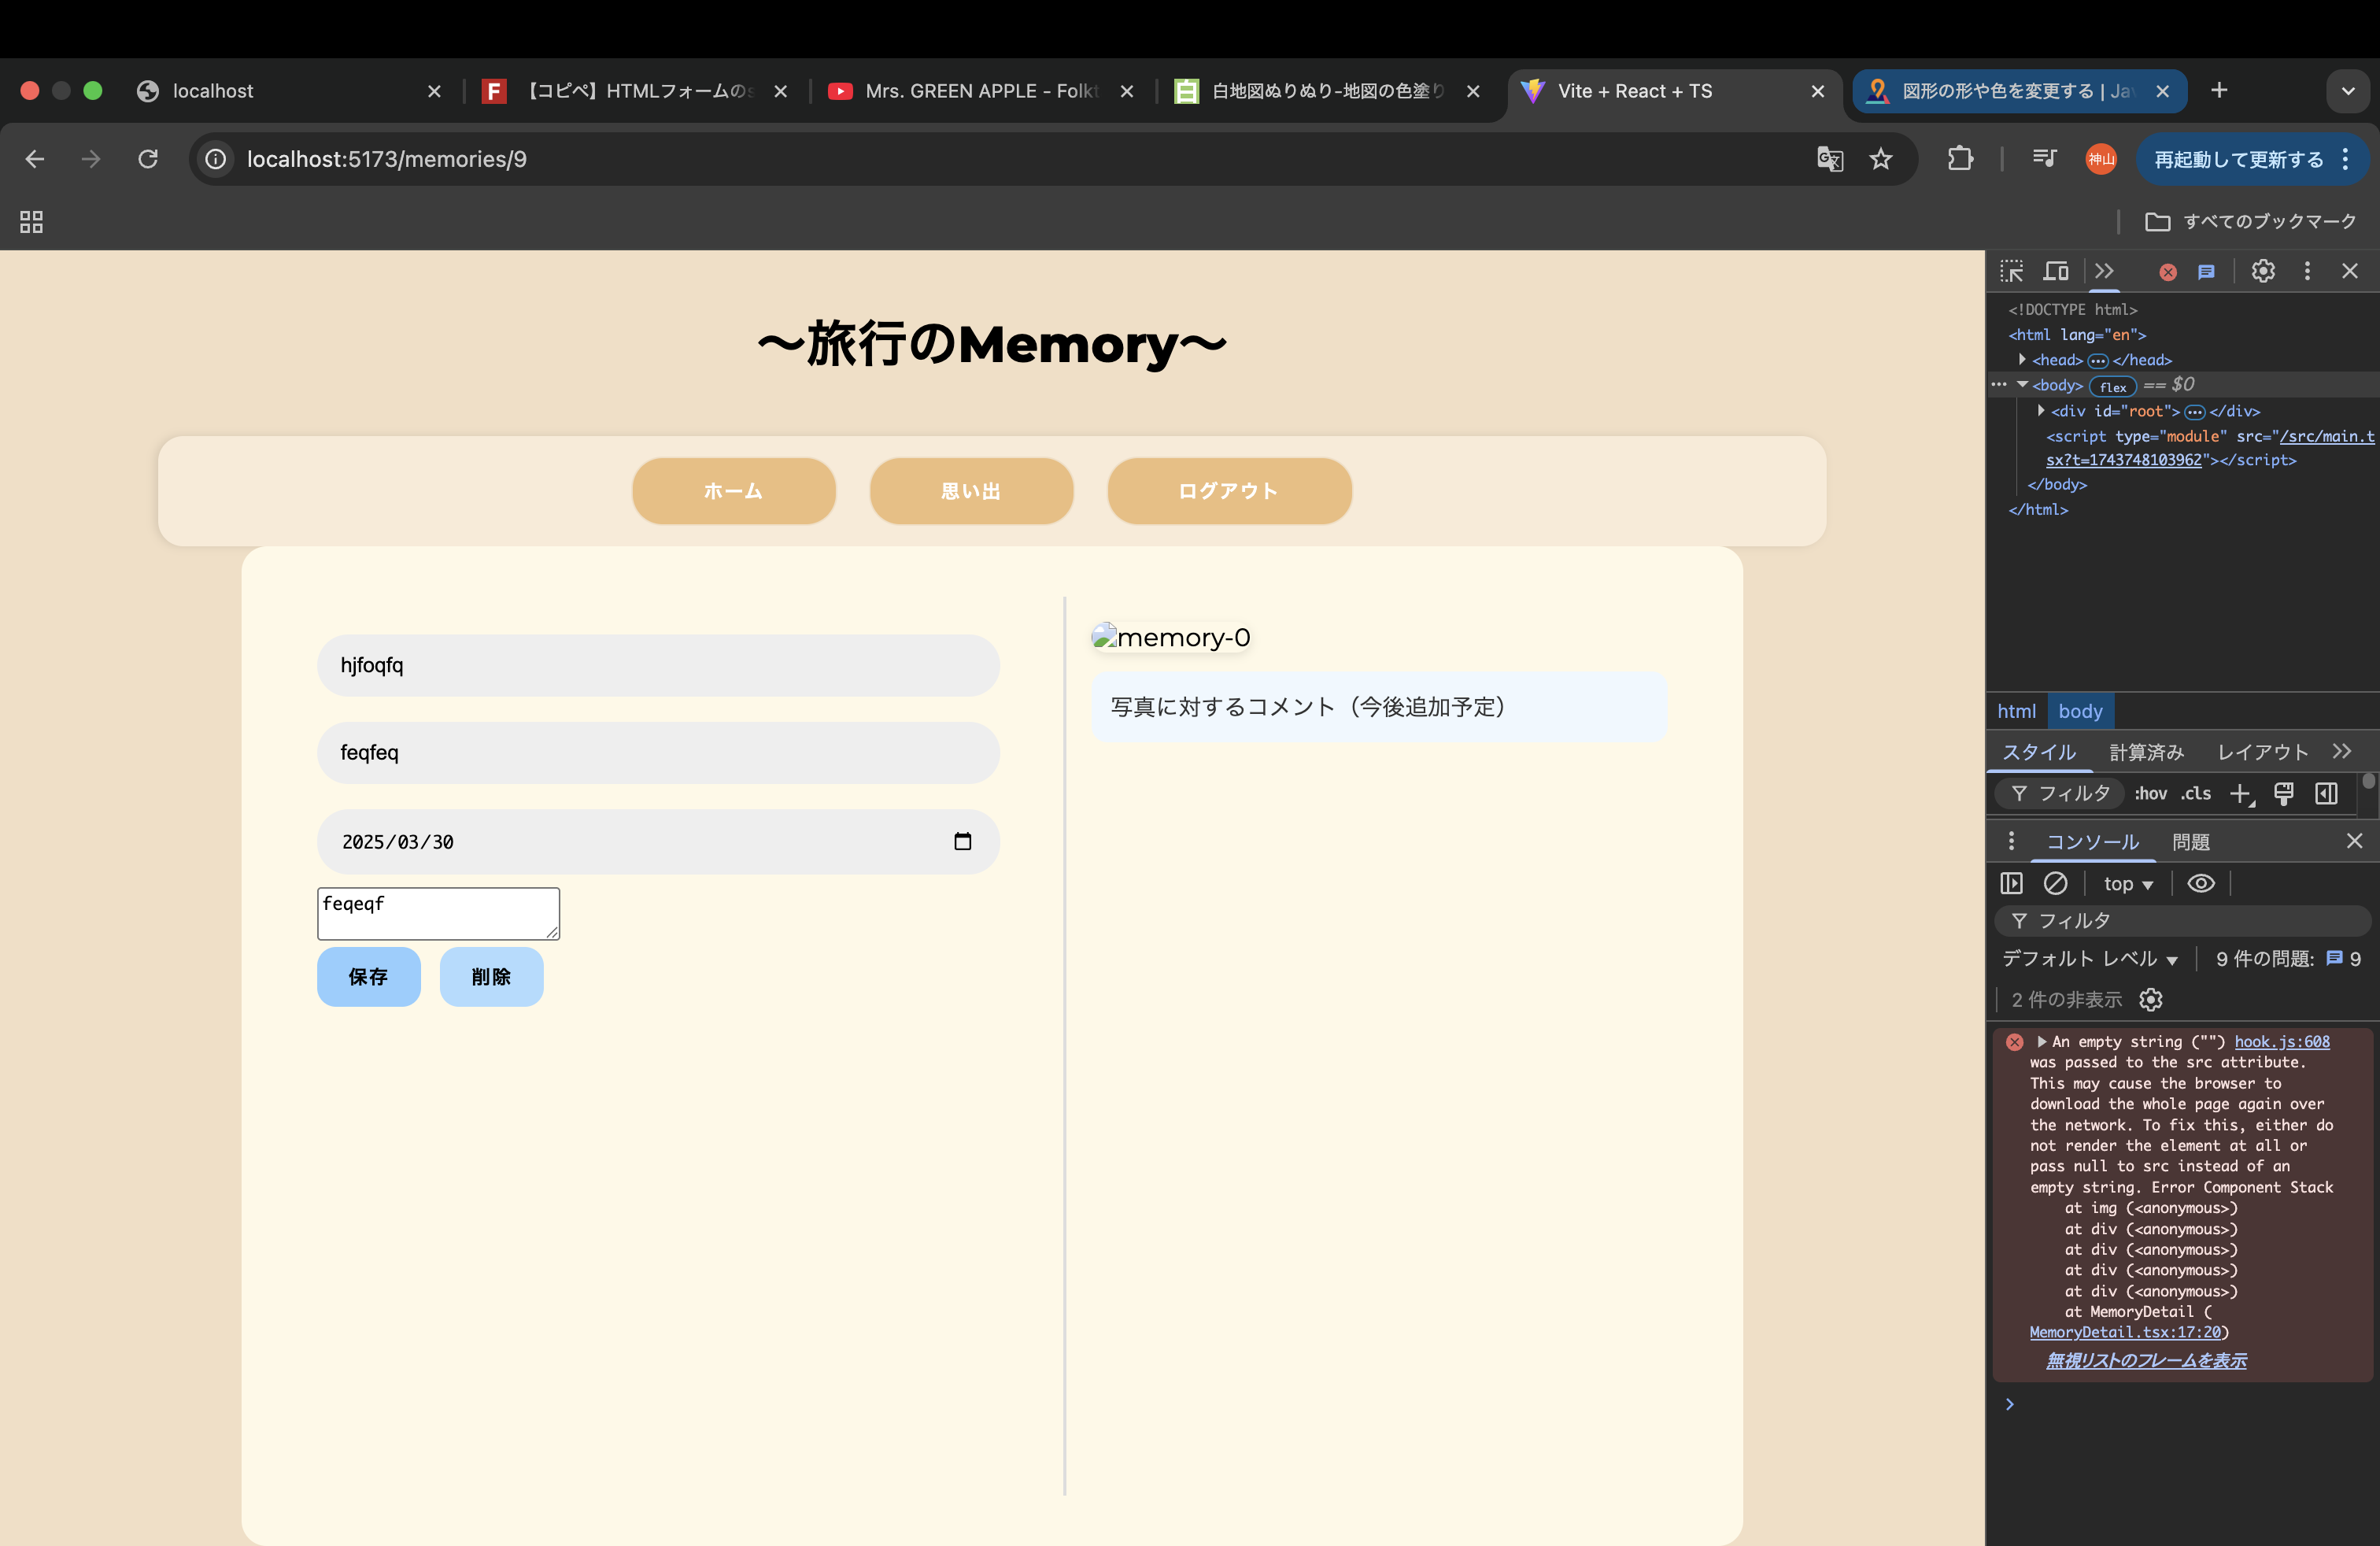 localhost
F 【コピペ】HTMLフォームの
Mrs. GREEN APPLE - Folkt
白 白地図ぬりぬり-地図の色塗り
Vite + React + TS
図形の形や色を変更する | Ja
localhost:5173/memories/9
神山
再起動して更新する
すべてのブックマーク
〜旅行のMemory〜
ホーム
思い出
ログアウト
hjfoqfq
feqfeq
2025/03/30
feqeqf
保存
削除
memory-0
写真に対するコメント（今後追加予定）
<!DOCTYPE html>
<html lang="en">
<head>…</head>
<body> flex == $0
<div id="root">…</div>
<script type="module" src="/src/main.t
sx?t=1743748103962"></script>
</body>
</html>
html body
スタイル 計算済み レイアウト
フィルタ :hov .cls
コンソール 問題
top
フィルタ
デフォルト レベル 9 件の問題: 9
2 件の非表示
An empty string ("") hook.js:608
was passed to the src attribute.
This may cause the browser to
download the whole page again over
the network. To fix this, either do
not render the element at all or
pass null to src instead of an
empty string. Error Component Stack
at img (<anonymous>)
at div (<anonymous>)
at div (<anonymous>)
at div (<anonymous>)
at div (<anonymous>)
at MemoryDetail (
MemoryDetail.tsx:17:20)
無視リストのフレームを表示